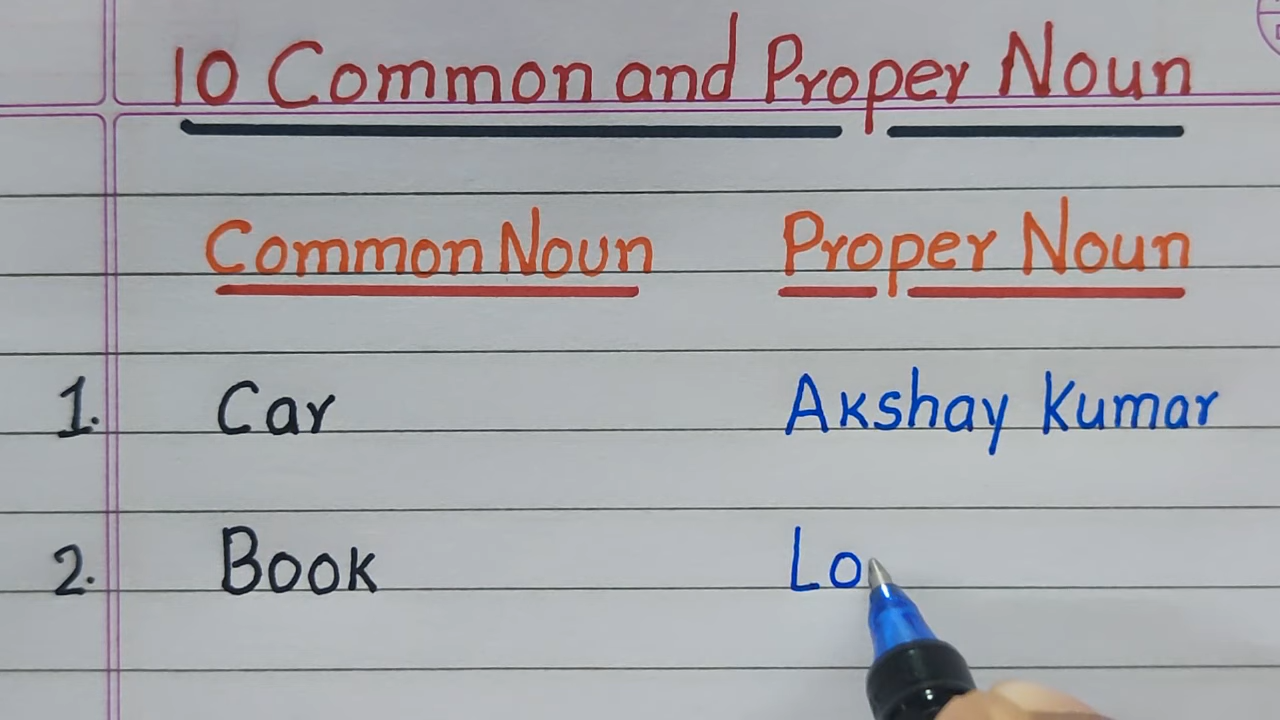 10 Common and Proper Noun
Common Noun Proper Noun
1. Car Akshay Kumar
2. Book Lo